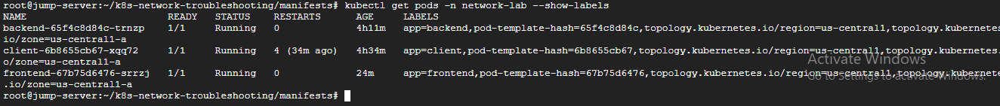 root@jump-server:~/k8s-network-troubleshooting/manifests# kubectl get pods -n network-lab --show-labels
NAME READY STATUS RESTARTS AGE LABELS
backend-65f4c8d84c-trnzp 1/1 Running 0 4h11m app=backend,pod-template-hash=65f4c8d84c,topology.kubernetes.io/region=us-central1,topology.kubernetes.
io/zone=us-central1-a
client-6b8655cb67-xqq72 1/1 Running 4 (34m ago) 4h34m app=client,pod-template-hash=6b8655cb67,topology.kubernetes.io/region=us-central1,topology.kubernetes.i
o/zone=us-central1-a
frontend-67b75d6476-srrzj 1/1 Running 0 24m app=frontend,pod-template-hash=67b75d6476,topology.kubernetes.io/region=us-central1,topology.kubernetes
.io/zone=us-central1-a
root@jump-server:~/k8s-network-troubleshooting/manifests#
Activate Windows
Go to Settings to activate Windows.